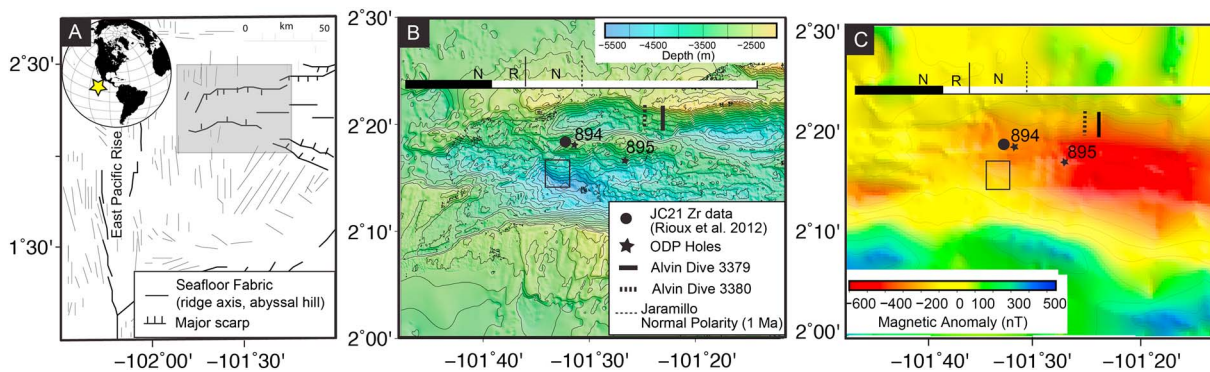 A
0 km 50
2°30'
1°30'
East Pacific Rise
Seafloor Fabric
(ridge axis, abyssal hill)
Major scarp
−102˚00' −101˚30'
B
−5500 −4500 −3500 −2500
Depth (m)
2°30'
N R N
2°20'
894
895
2°10'
2°00'
JC21 Zr data
(Rioux et al. 2012)
ODP Holes
Alvin Dive 3379
Alvin Dive 3380
Jaramillo
Normal Polarity (1 Ma)
−101˚40' −101˚30' −101˚20'
C
2°30'
N R N
2°20'
894
895
2°10'
2°00'
−600 −400 −200 0 100 300 500
Magnetic Anomaly (nT)
−101˚40' −101˚30' −101˚20'